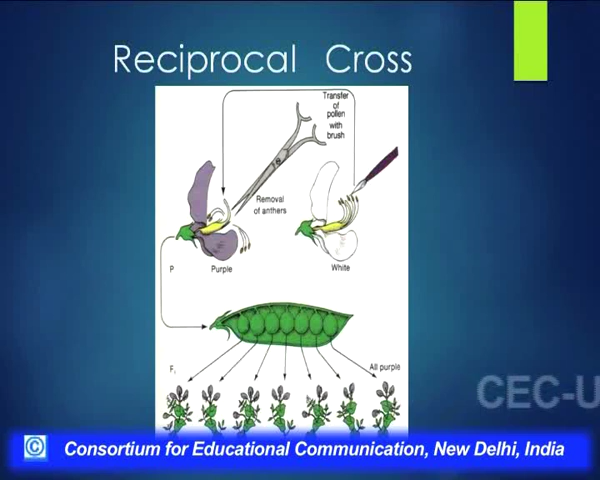 Reciprocal Cross
Transfer
of
pollen
with
brush
Removal
of anthers
P
Purple
White
F₁
All purple
CEC-U
© Consortium for Educational Communication, New Delhi, India